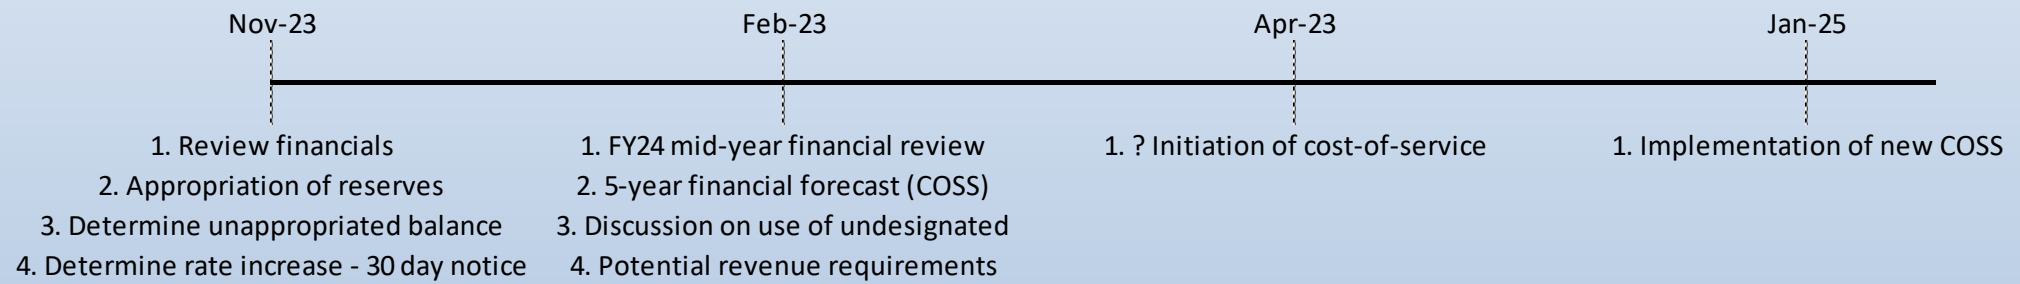 Nov-23
Feb-23
Apr-23
Jan-25
1. Review financials
2. Appropriation of reserves
3. Determine unappropriated balance
4. Determine rate increase - 30 day notice
1. FY24 mid-year financial review
2. 5-year financial forecast (COSS)
3. Discussion on use of undesignated
4. Potential revenue requirements
1. ? Initiation of cost-of-service
1. Implementation of new COSS